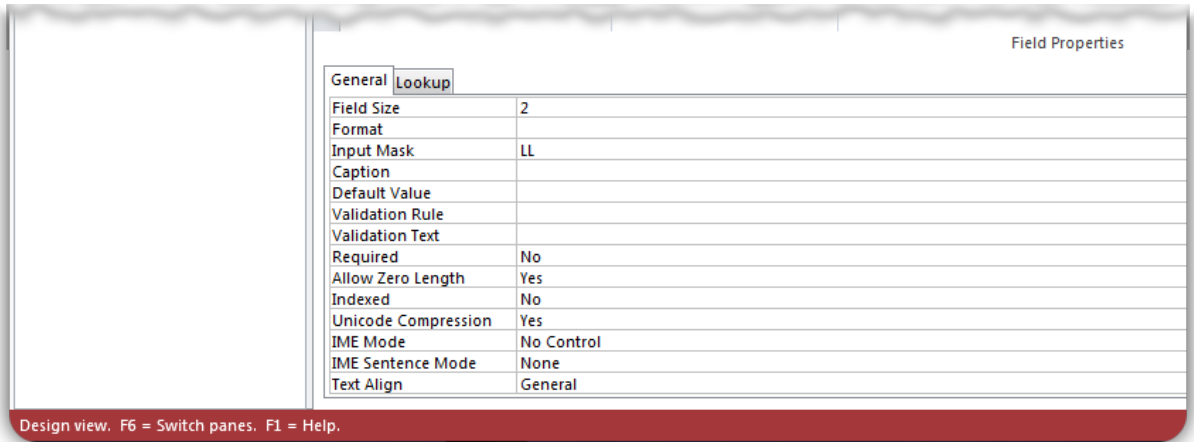 Field Properties
General Lookup
Field Size 2
Format
Input Mask LL
Caption
Default Value
Validation Rule
Validation Text
Required No
Allow Zero Length Yes
Indexed No
Unicode Compression Yes
IME Mode No Control
IME Sentence Mode None
Text Align General
Design view. F6 = Switch panes. F1 = Help.